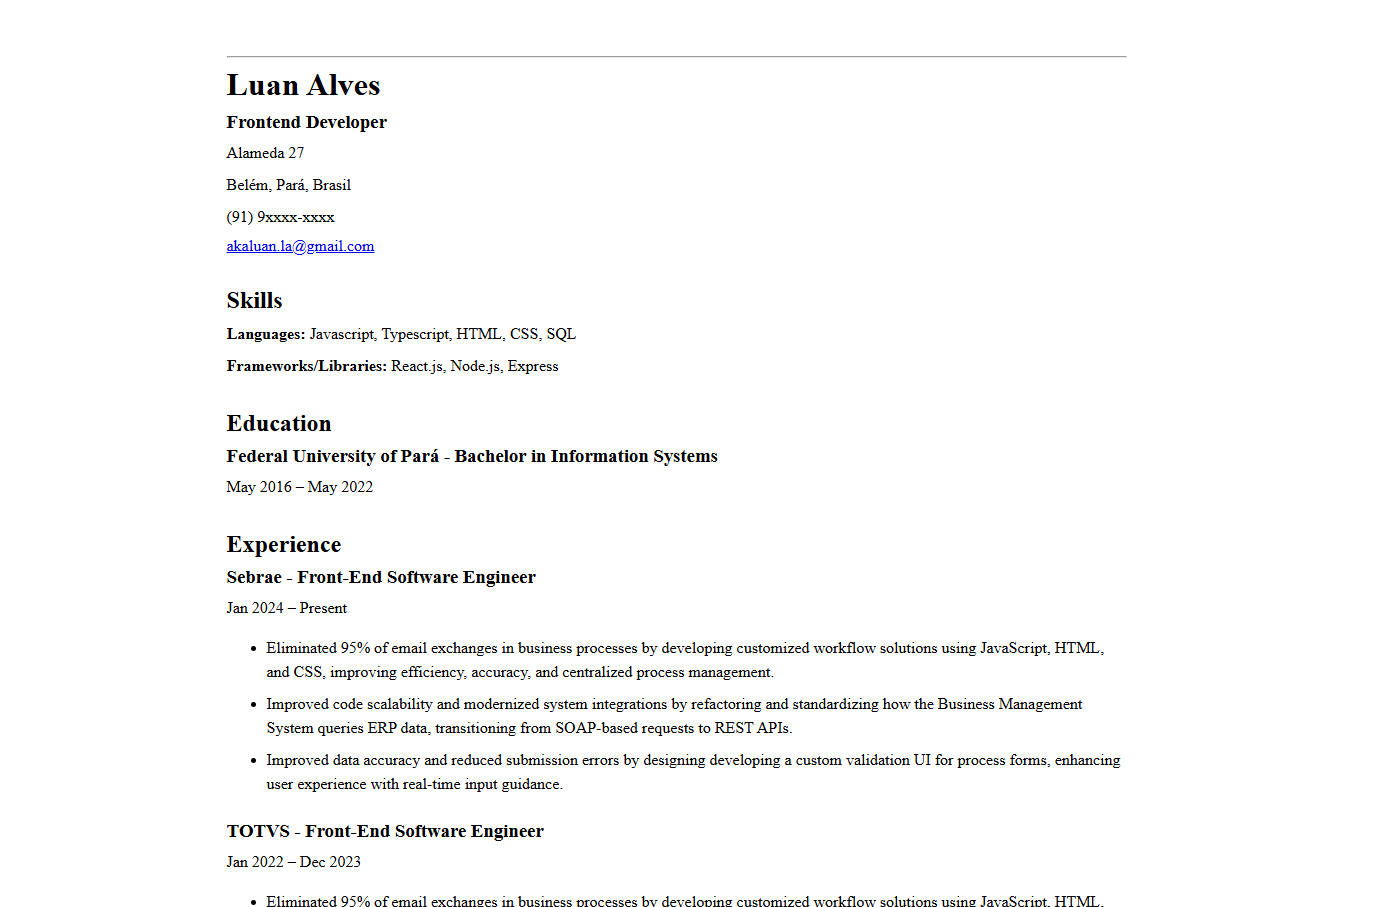 Luan Alves
Frontend Developer
Alameda 27
Belém, Pará, Brasil
(91) 9xxxx-xxxx
akaluan.la@gmail.com
Skills
Languages: Javascript, Typescript, HTML, CSS, SQL
Frameworks/Libraries: React.js, Node.js, Express
Education
Federal University of Pará - Bachelor in Information Systems
May 2016 – May 2022
Experience
Sebrae - Front-End Software Engineer
Jan 2024 – Present
• Eliminated 95% of email exchanges in business processes by developing customized workflow solutions using JavaScript, HTML,
and CSS, improving efficiency, accuracy, and centralized process management.
• Improved code scalability and modernized system integrations by refactoring and standardizing how the Business Management
System queries ERP data, transitioning from SOAP-based requests to REST APIs.
• Improved data accuracy and reduced submission errors by designing developing a custom validation UI for process forms, enhancing
user experience with real-time input guidance.
TOTVS - Front-End Software Engineer
Jan 2022 – Dec 2023
• Eliminated 95% of email exchanges in business processes by developing customized workflow solutions using JavaScript, HTML,